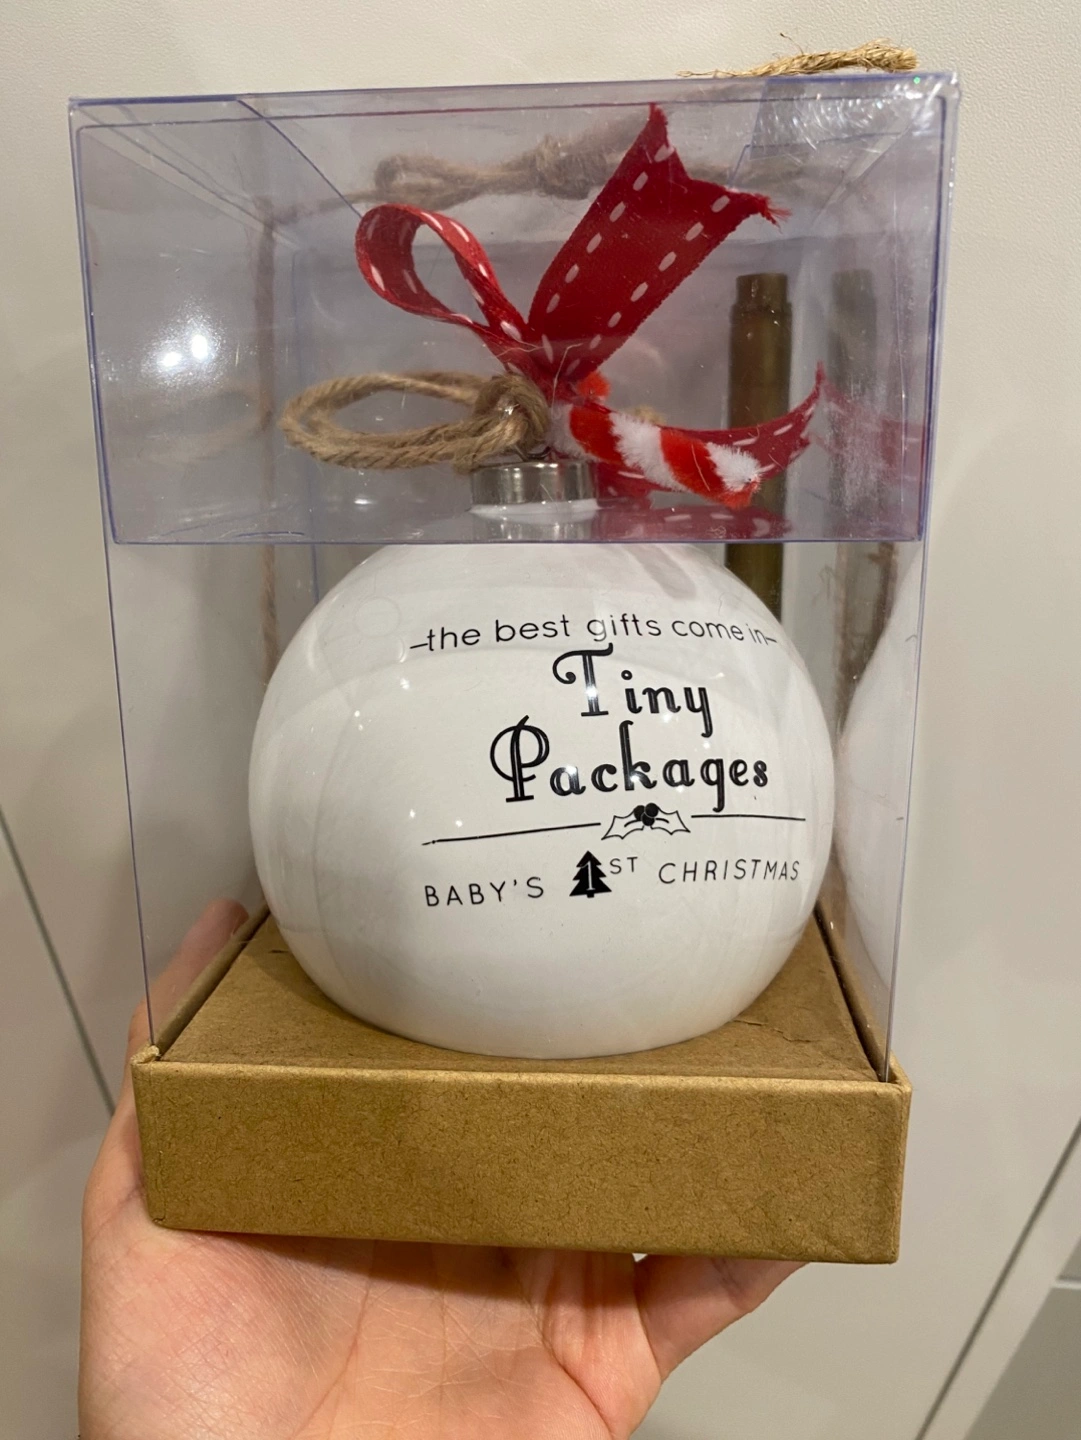 –the best gifts come in–
Tiny
Packages
BABY'S 1ST CHRISTMAS